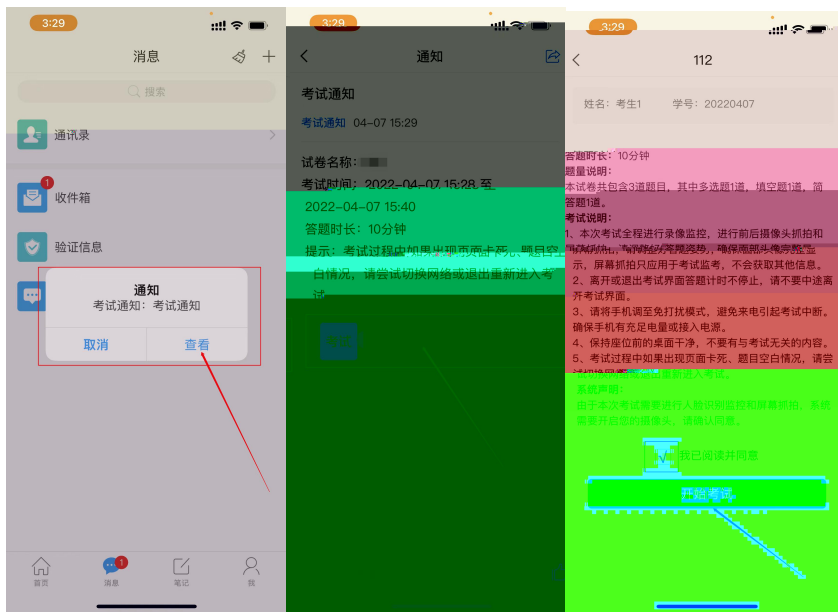 3:29
消息
搜索
通讯录
1
收件箱
验证信息
通知
考试通知：考试通知
取消
查看
首页
1
消息
笔记
我
3:29
通知
考试通知
考试通知 04-07 15:29
试卷名称：
考试时间：2022-04-07 15:28 至
2022-04-07 15:40
答题时长：10分钟
提示：考试过程中如果出现页面卡死、题目空
白情况，请尝试切换网络或退出重新进入考
试
3:29
112
姓名：考生1 学号：20220407
答题时长：10分钟
题量说明：
本试卷共包含3道题目，其中多选题1道，填空题1道，简
答题1道。
考试说明：
1、本次考试全程进行录像监控，进行前后摄像头抓拍和
示，屏幕抓拍只应用于考试监考，不会获取其他信息。
2、离开或退出考试界面答题计时不停止，请不要中途离
开考试界面。
3、请将手机调至免打扰模式，避免来电引起考试中断。
确保手机有充足电量或接入电源。
4、保持座位前的桌面干净，不要有与考试无关的内容。
5、考试过程中如果出现页面卡死、题目空白情况，请尝
试切换网络或退出重新进入考试。
系统声明：
由于本次考试需要进行人脸识别监控和屏幕抓拍，系统
需要开启您的摄像头，请确认同意。
√ 我已阅读并同意
开始考试